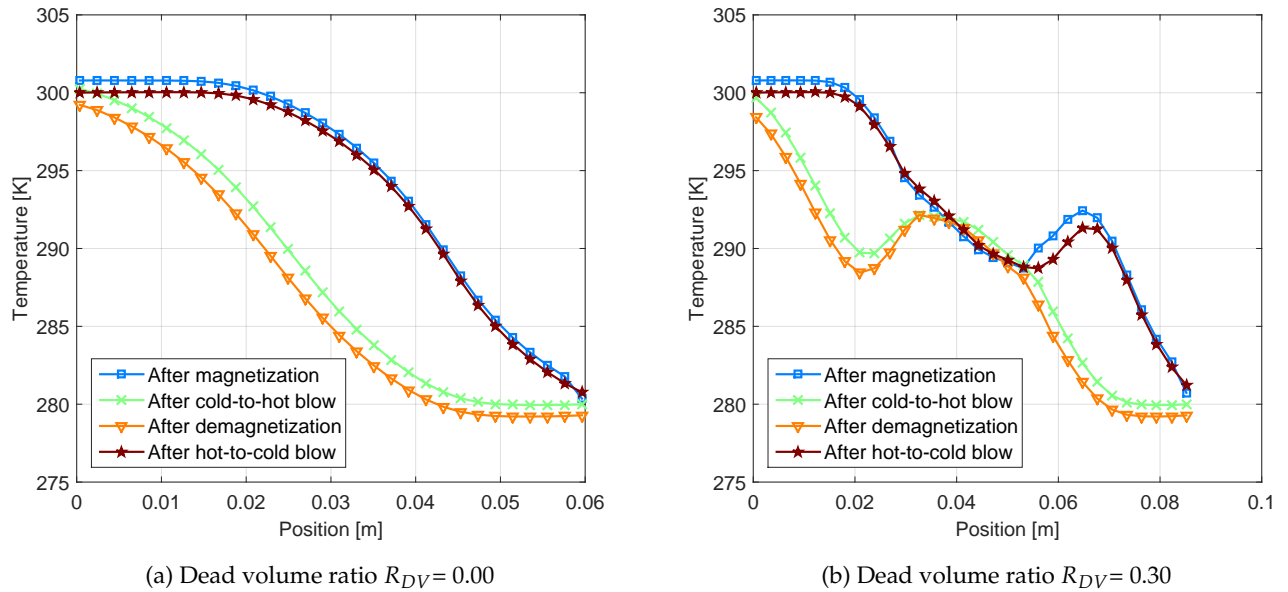 305
300
295
290
285
280
275
Temperature [K]
After magnetization
After cold-to-hot blow
After demagnetization
After hot-to-cold blow
0 0.01 0.02 0.03 0.04 0.05 0.06
Position [m]
(a) Dead volume ratio R_DV= 0.00
305
300
295
290
285
280
275
Temperature [K]
After magnetization
After cold-to-hot blow
After demagnetization
After hot-to-cold blow
0 0.02 0.04 0.06 0.08 0.1
Position [m]
(b) Dead volume ratio R_DV= 0.30